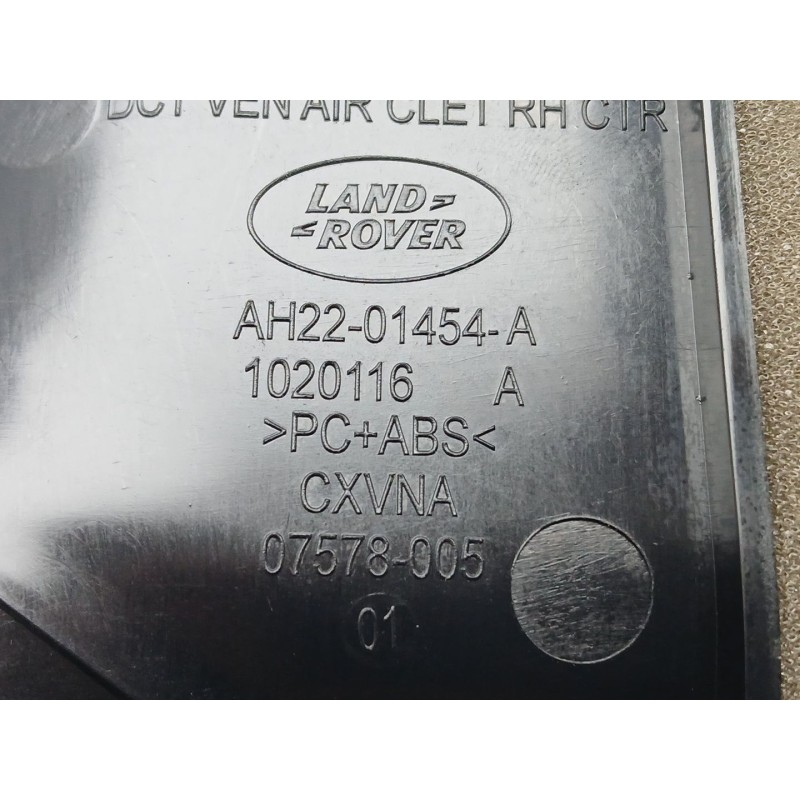 DCT VEN AIR CLET RH CTR
LAND
ROVER
AH22-01454-A
1020116 A
>PC+ABS<
CXVNA
07578-005
01